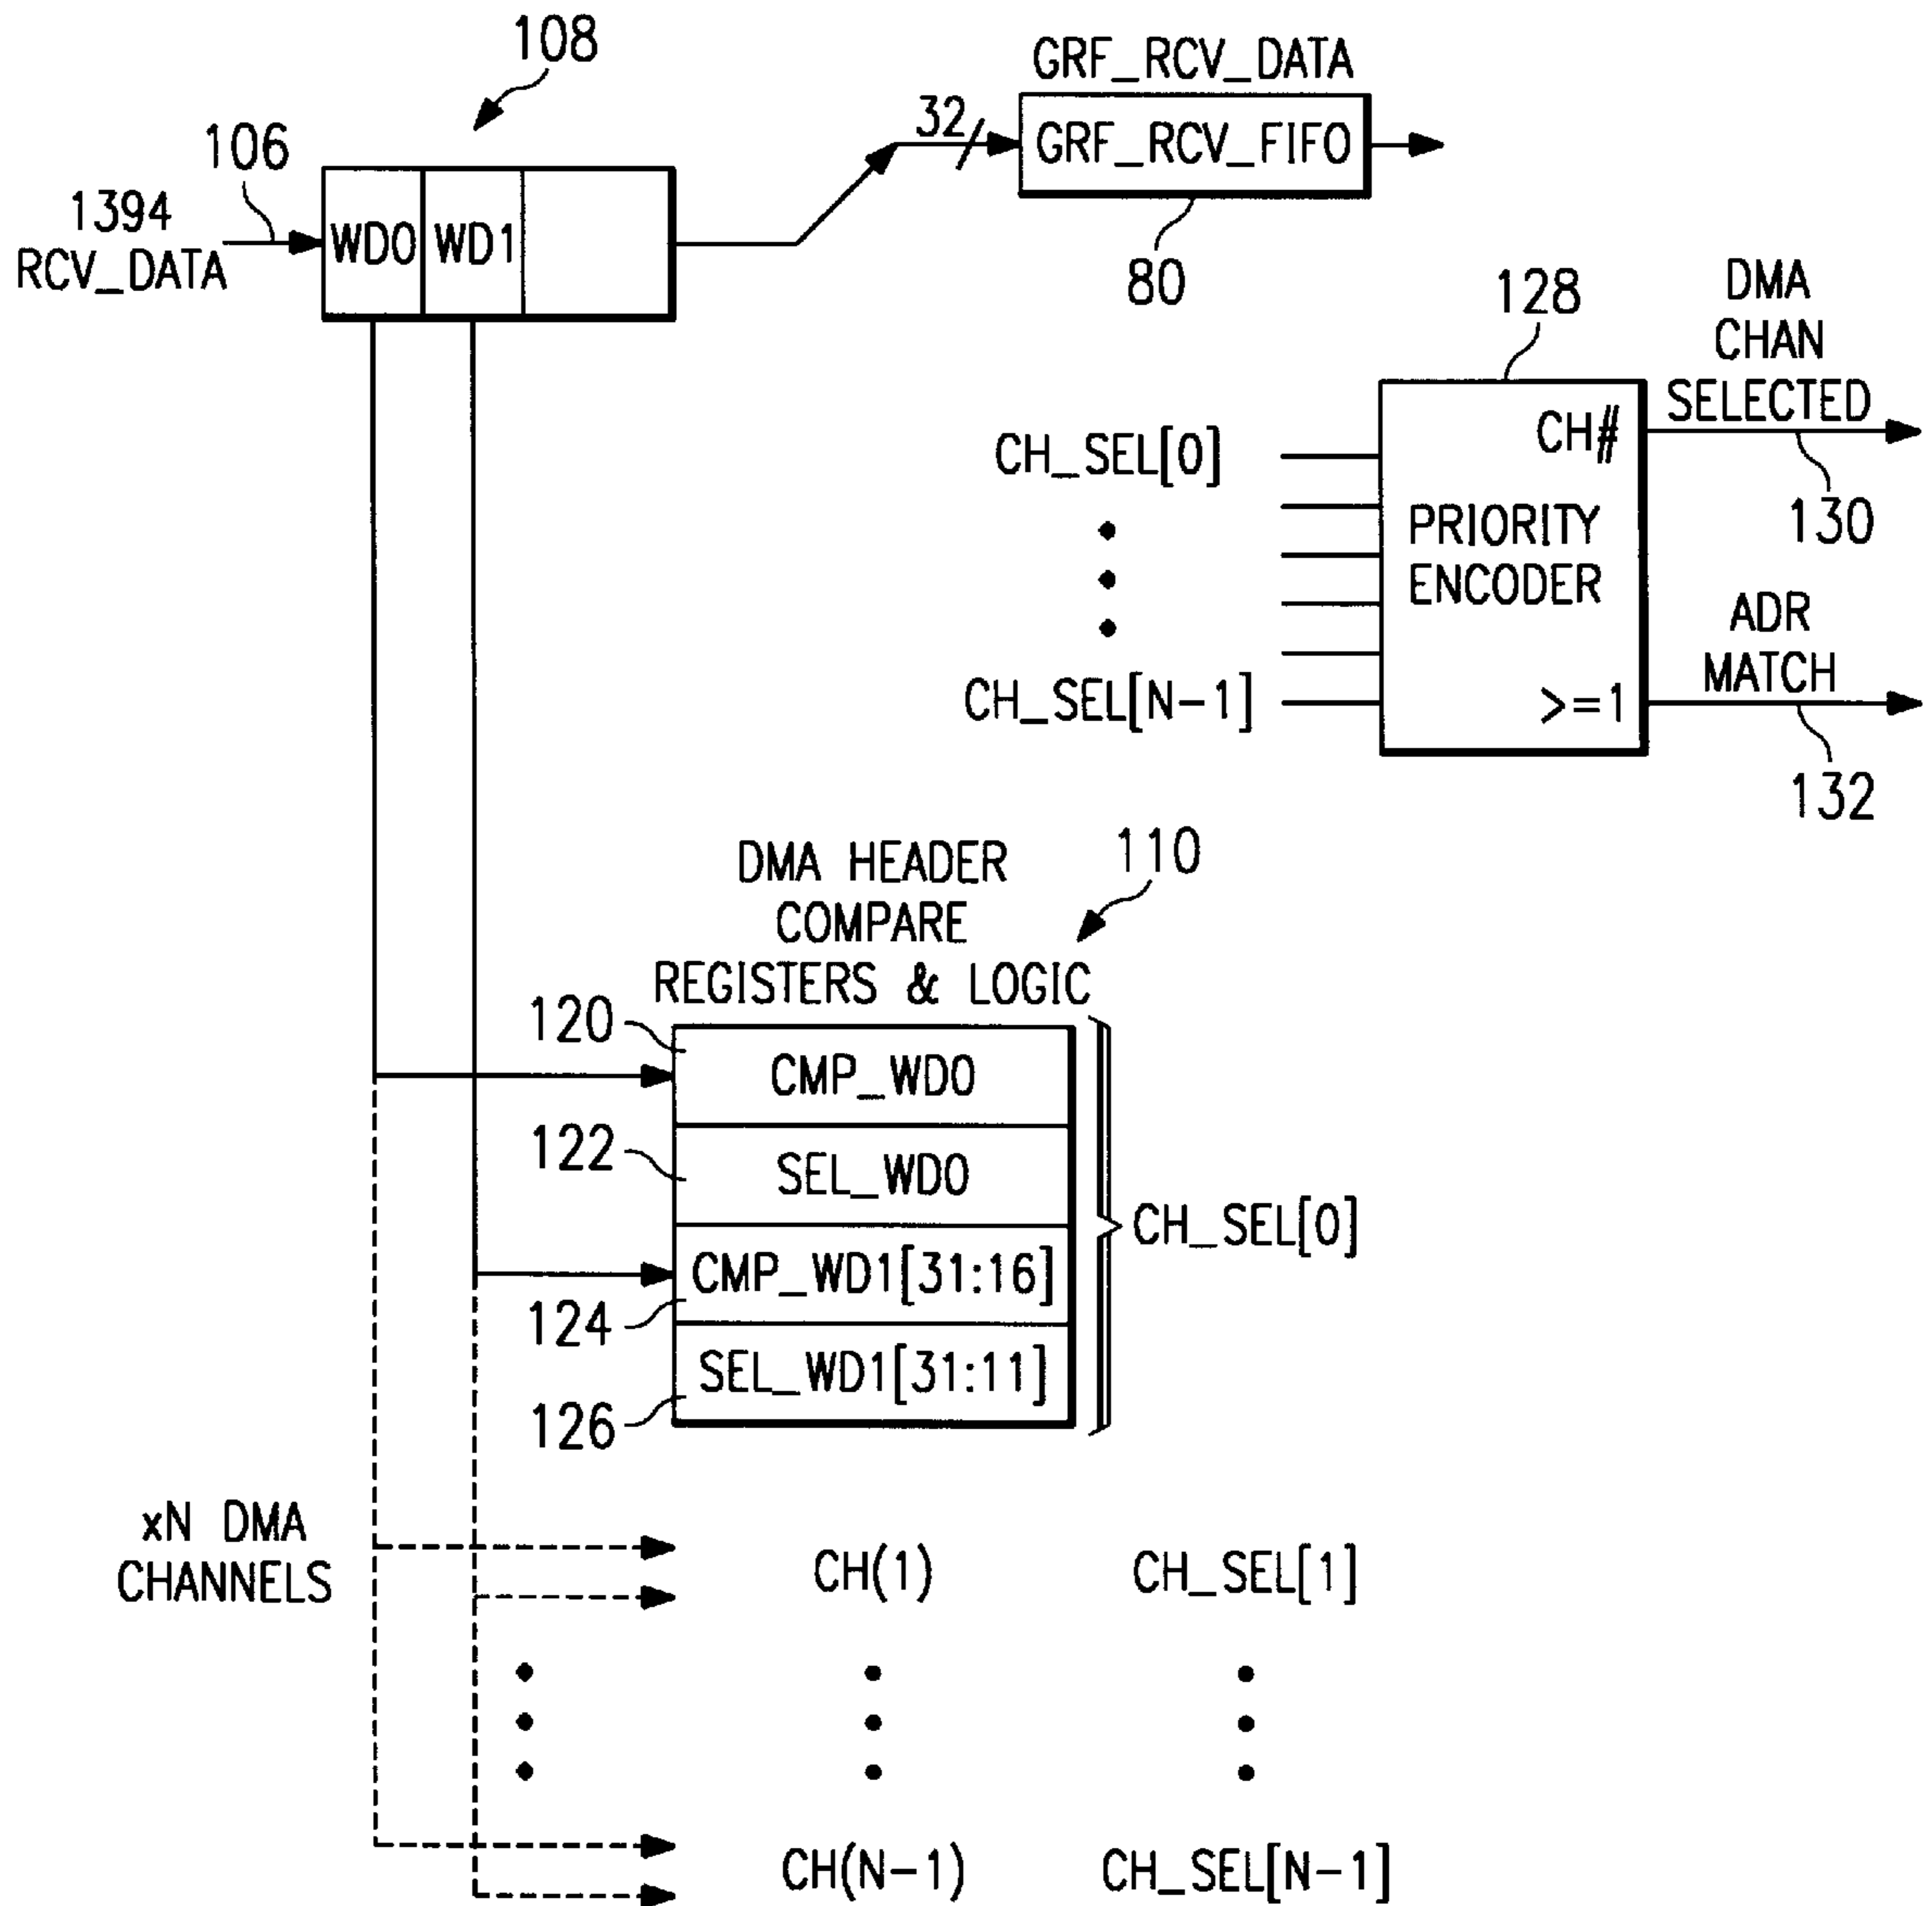 108
GRF_RCV_DATA
32
GRF_RCV_FIFO
106
1394
RCV_DATA
WD0
WD1
80
128
DMA
CHAN
SELECTED
CH#
CH_SEL[0]
130
PRIORITY
ENCODER
ADR
MATCH
CH_SEL[N-1]
>=1
132
DMA HEADER
COMPARE
REGISTERS & LOGIC
110
120
CMP_WD0
122
SEL_WD0
CH_SEL[0]
CMP_WD1[31:16]
124
SEL_WD1[31:11]
126
xN DMA
CHANNELS
CH(1)
CH_SEL[1]
CH(N-1)
CH_SEL[N-1]